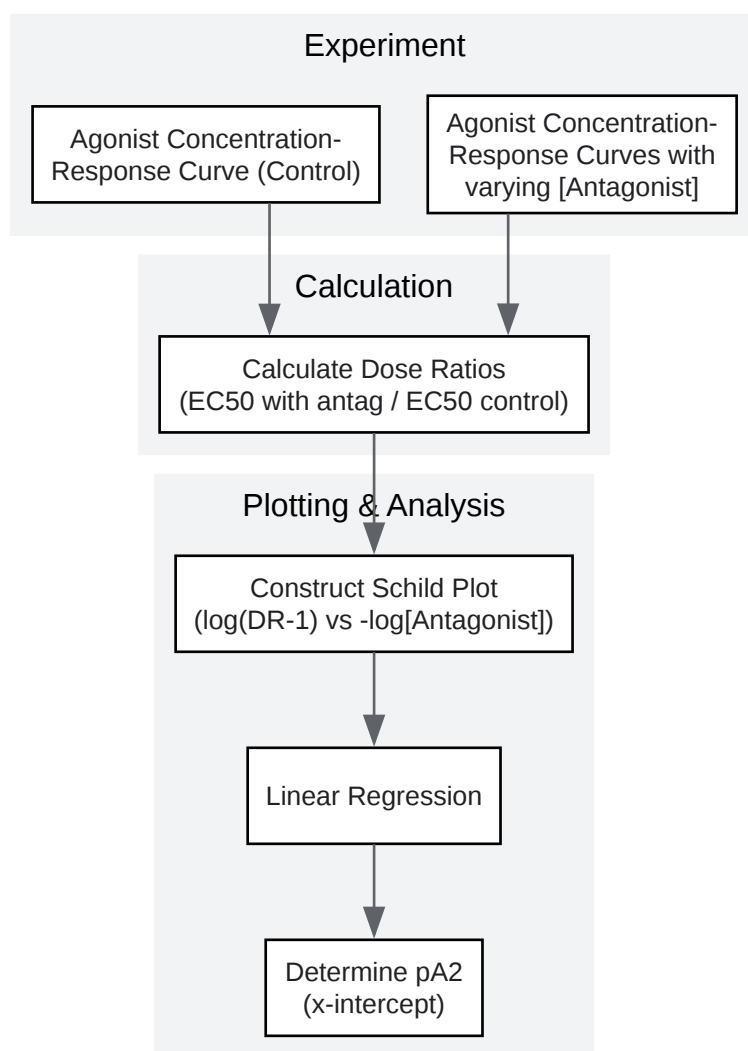 Experiment
Agonist Concentration-
Response Curve (Control)
Agonist Concentration-
Response Curves with
varying [Antagonist]
Calculation
Calculate Dose Ratios
(EC50 with antag / EC50 control)
Plotting & Analysis
Construct Schild Plot
(log(DR-1) vs -log[Antagonist])
Linear Regression
Determine pA2
(x-intercept)